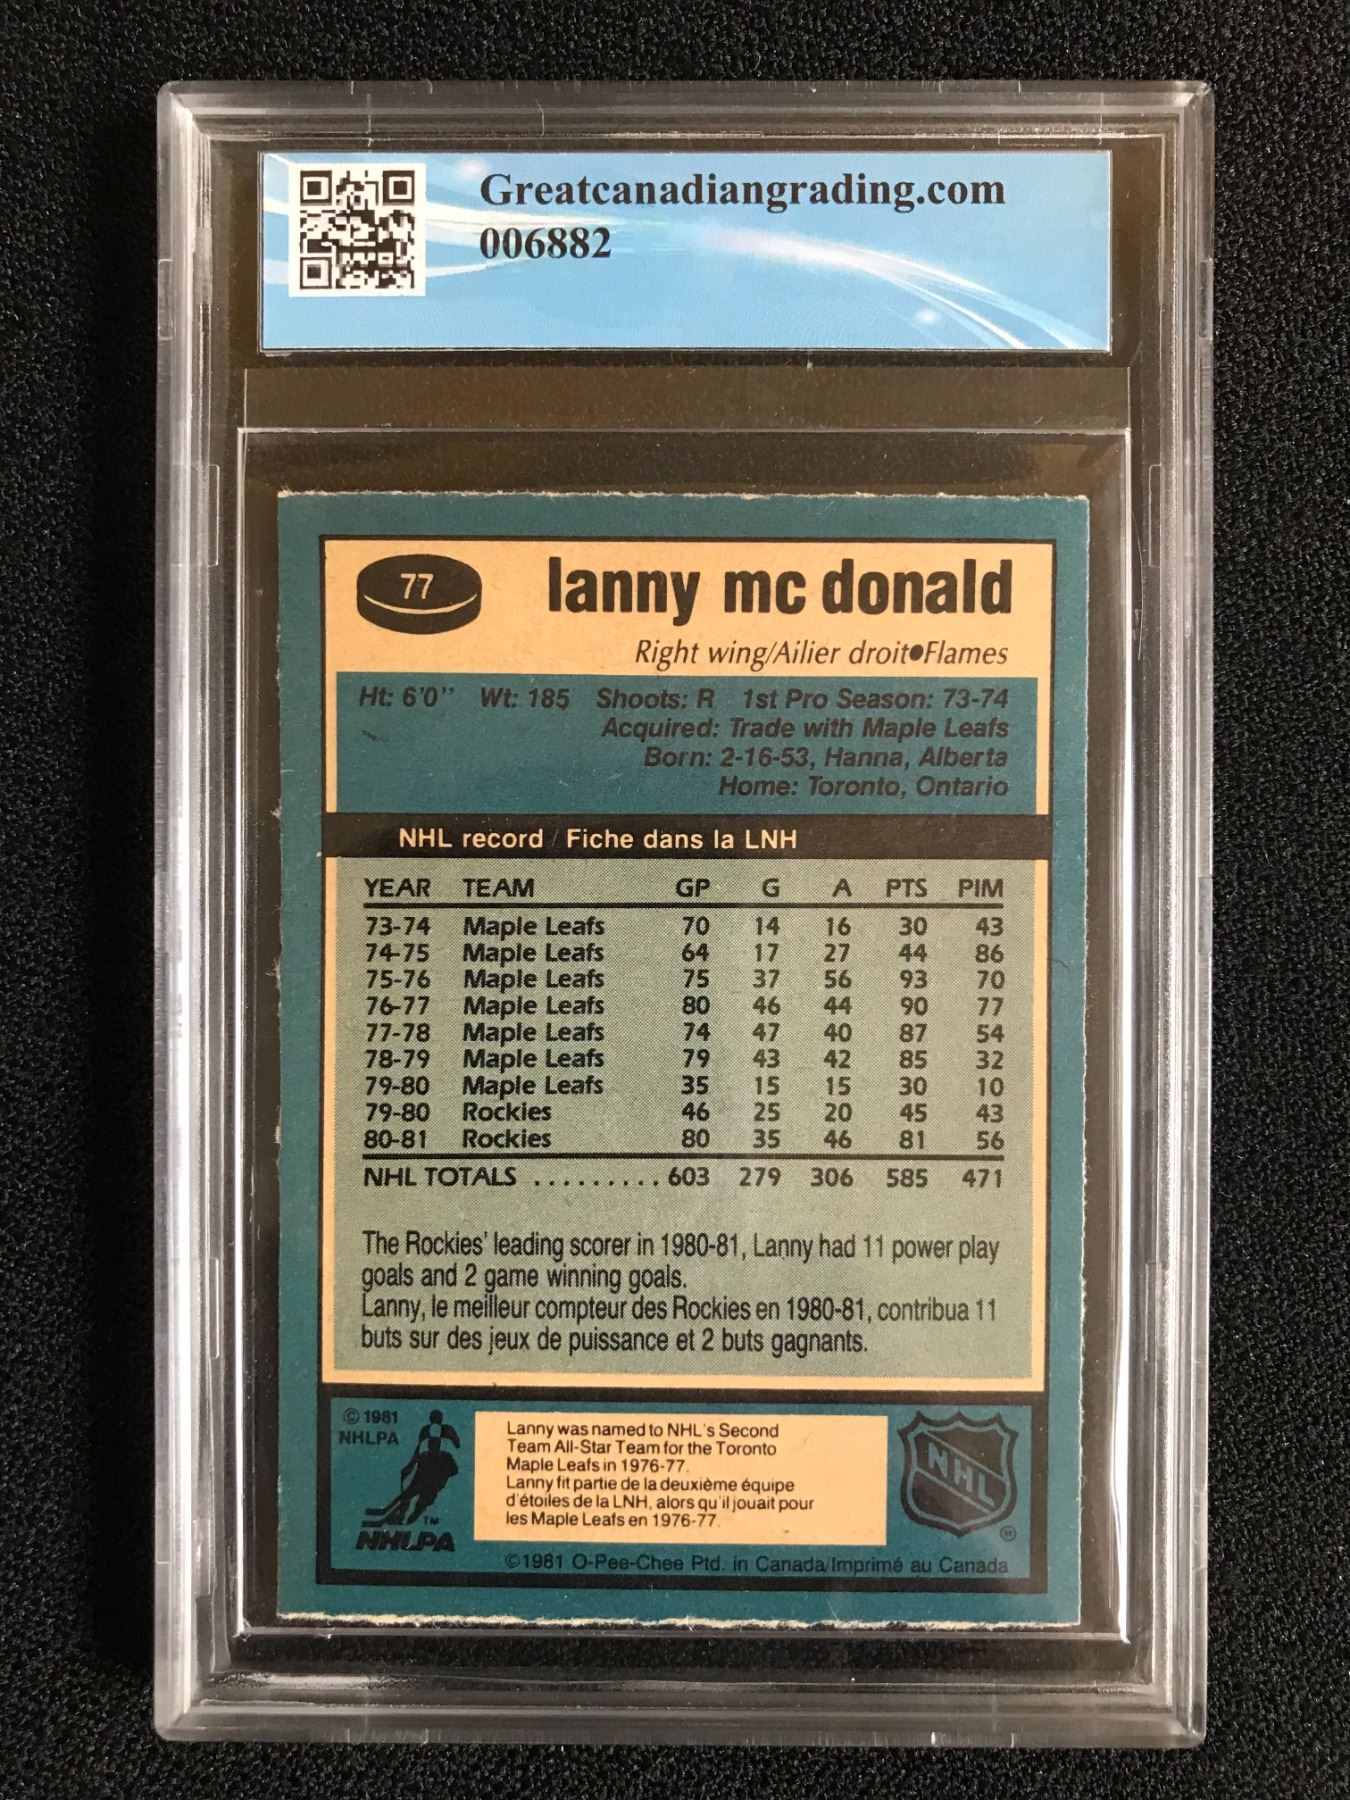 Greatcanadiangrading.com
006882
77
lanny mc donald
Right wing/Ailier droit●Flames
Ht: 6'0" Wt: 185 Shoots: R 1st Pro Season: 73-74
Acquired: Trade with Maple Leafs
Born: 2-16-53, Hanna, Alberta
Home: Toronto, Ontario
NHL record / Fiche dans la LNH
YEAR TEAM GP G A PTS PIM
73-74 Maple Leafs 70 14 16 30 43
74-75 Maple Leafs 64 17 27 44 86
75-76 Maple Leafs 75 37 56 93 70
76-77 Maple Leafs 80 46 44 90 77
77-78 Maple Leafs 74 47 40 87 54
78-79 Maple Leafs 79 43 42 85 32
79-80 Maple Leafs 35 15 15 30 10
79-80 Rockies 46 25 20 45 43
80-81 Rockies 80 35 46 81 56
NHL TOTALS ......... 603 279 306 585 471
The Rockies' leading scorer in 1980-81, Lanny had 11 power play
goals and 2 game winning goals.
Lanny, le meilleur compteur des Rockies en 1980-81, contribua 11
buts sur des jeux de puissance et 2 buts gagnants.
© 1981
NHLPA
TM
NHLPA
Lanny was named to NHL's Second
Team All-Star Team for the Toronto
Maple Leafs in 1976-77.
Lanny fit partie de la deuxième équipe
d'étoiles de la LNH, alors qu'il jouait pour
les Maple Leafs en 1976-77.
NHL
®
©1981 O-Pee-Chee Ptd. in Canada/Imprimé au Canada